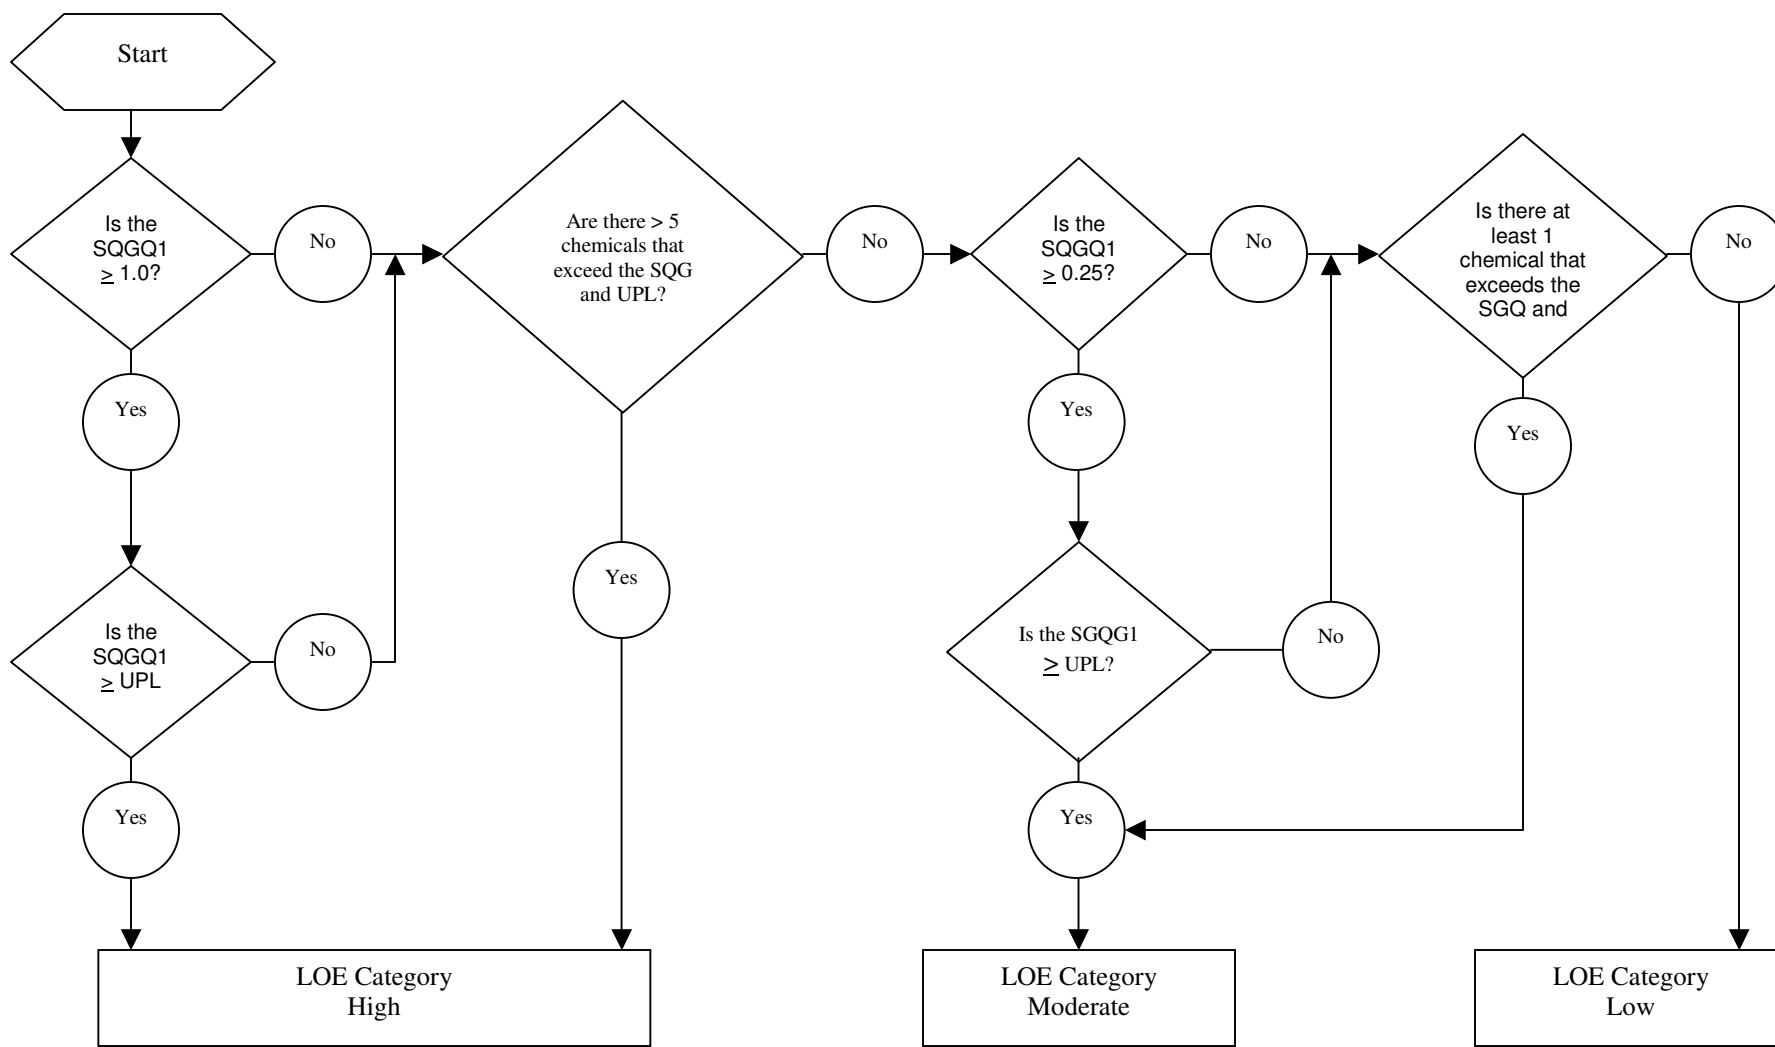 Start
Is the
SQGQ1
≥ 1.0?
No
Are there > 5
chemicals that
exceed the SQG
and UPL?
No
Is the
SQGQ1
≥ 0.25?
No
Is there at
least 1
chemical that
exceeds the
SGQ and
No
Yes
Yes
Yes
Yes
Is the
SQGQ1
≥ UPL
No
Is the SGQG1
≥ UPL?
No
Yes
Yes
LOE Category
High
LOE Category
Moderate
LOE Category
Low